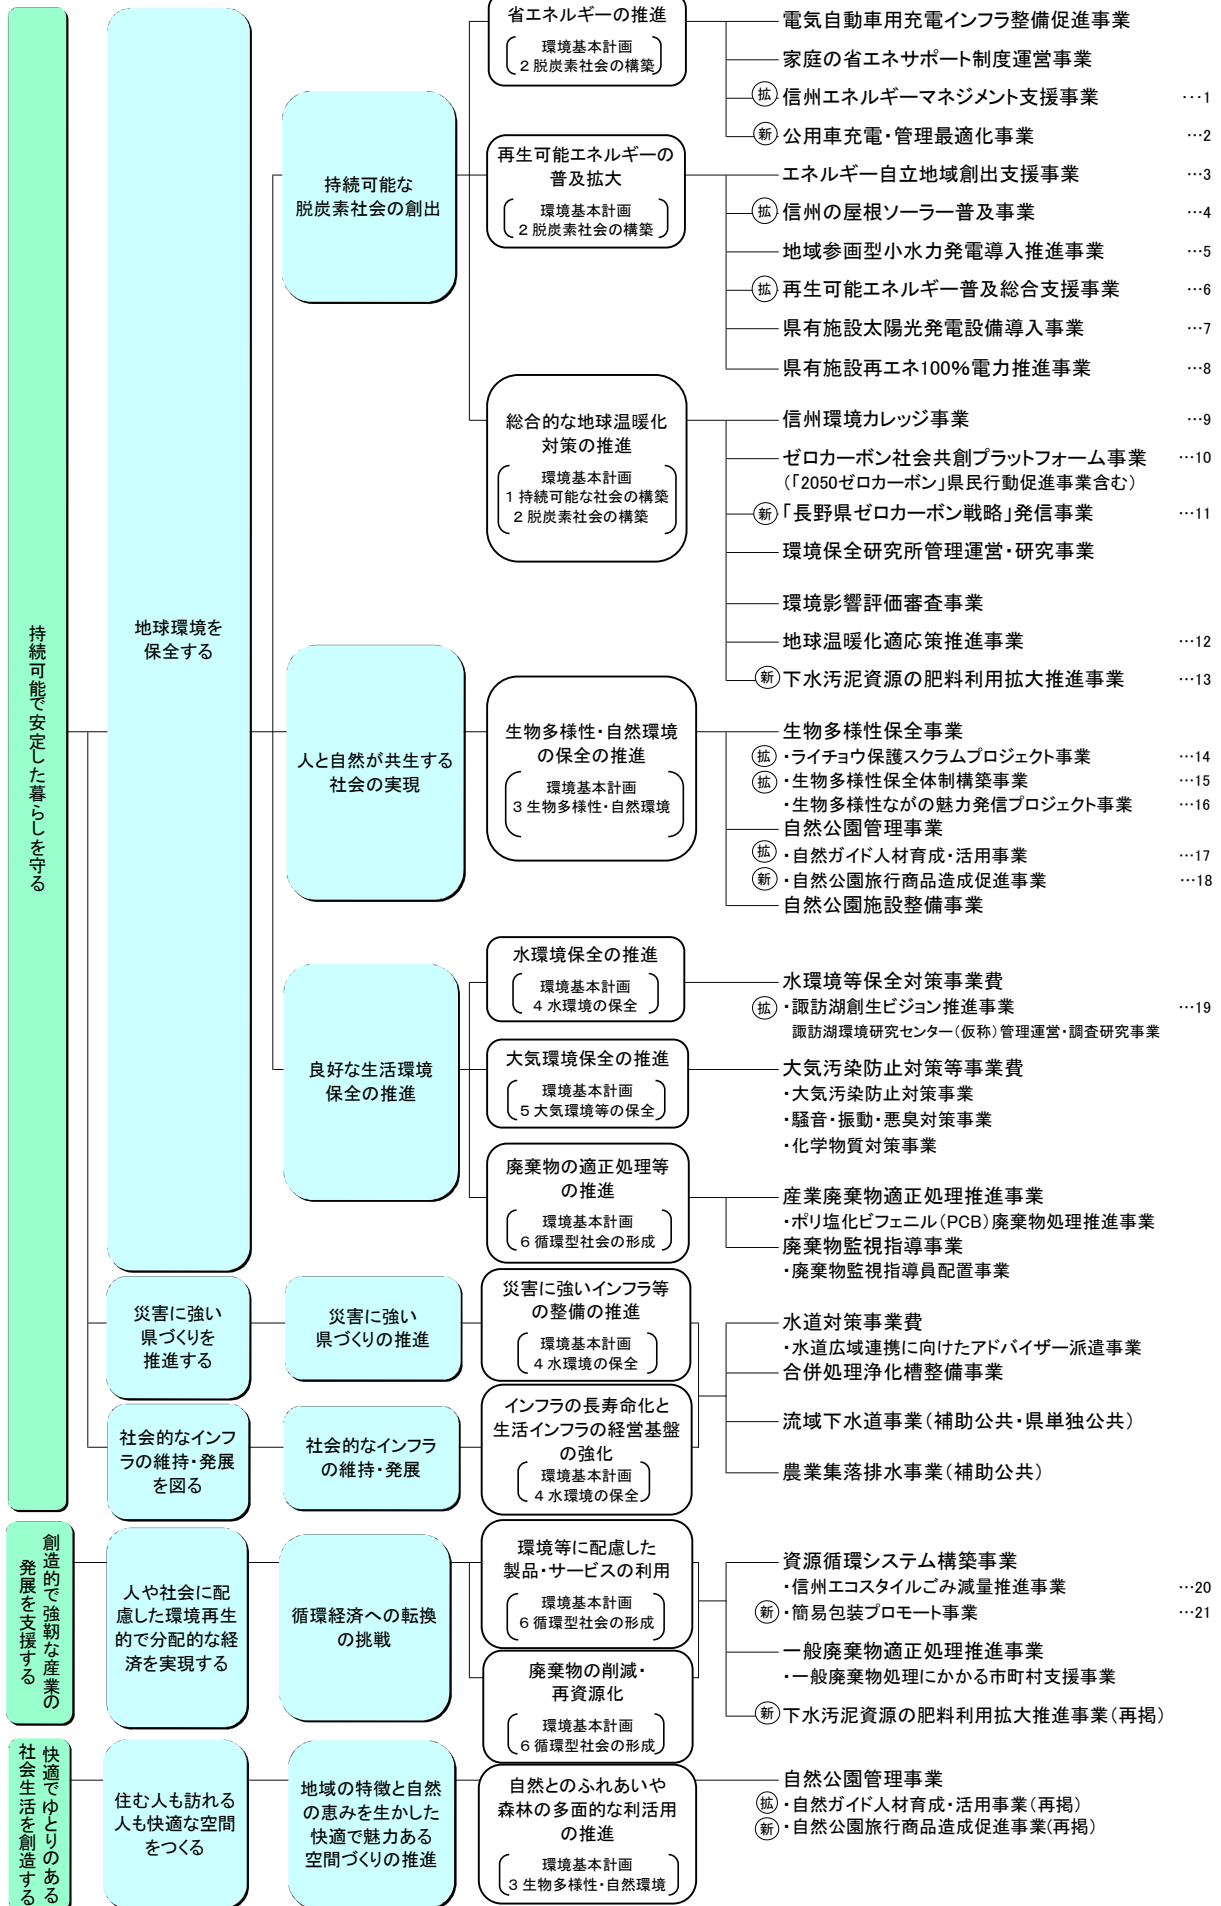 持続可能で安定した暮らしを守る
地球環境を
保全する
持続可能な
脱炭素社会の創出
省エネルギーの推進
環境基本計画
2 脱炭素社会の構築
電気自動車用充電インフラ整備促進事業
家庭の省エネサポート制度運営事業
拡 信州エネルギーマネジメント支援事業 …1
新 公用車充電・管理最適化事業 …2
再生可能エネルギーの
普及拡大
環境基本計画
2 脱炭素社会の構築
エネルギー自立地域創出支援事業 …3
拡 信州の屋根ソーラー普及事業 …4
地域参画型小水力発電導入推進事業 …5
拡 再生可能エネルギー普及総合支援事業 …6
県有施設太陽光発電設備導入事業 …7
県有施設再エネ100%電力推進事業 …8
総合的な地球温暖化
対策の推進
環境基本計画
1 持続可能な社会の構築
2 脱炭素社会の構築
信州環境カレッジ事業 …9
ゼロカーボン社会共創プラットフォーム事業 …10
(「2050ゼロカーボン」県民行動促進事業含む)
新 「長野県ゼロカーボン戦略」発信事業 …11
環境保全研究所管理運営・研究事業
環境影響評価審査事業
地球温暖化適応策推進事業 …12
新 下水汚泥資源の肥料利用拡大推進事業 …13
人と自然が共生する
社会の実現
生物多様性・自然環境
の保全の推進
環境基本計画
3 生物多様性・自然環境
生物多様性保全事業
拡 ・ライチョウ保護スクラムプロジェクト事業 …14
拡 ・生物多様性保全体制構築事業 …15
・生物多様性ながの魅力発信プロジェクト事業 …16
自然公園管理事業
拡 ・自然ガイド人材育成・活用事業 …17
新 ・自然公園旅行商品造成促進事業 …18
自然公園施設整備事業
良好な生活環境
保全の推進
水環境保全の推進
環境基本計画
4 水環境の保全
水環境等保全対策事業費
拡 ・諏訪湖創生ビジョン推進事業 …19
諏訪湖環境研究センター(仮称)管理運営・調査研究事業
大気環境保全の推進
環境基本計画
5 大気環境等の保全
大気汚染防止対策等事業費
・大気汚染防止対策事業
・騒音・振動・悪臭対策事業
・化学物質対策事業
廃棄物の適正処理等
の推進
環境基本計画
6 循環型社会の形成
産業廃棄物適正処理推進事業
・ポリ塩化ビフェニル(PCB)廃棄物処理推進事業
廃棄物監視指導事業
・廃棄物監視指導員配置事業
災害に強い
県づくりを
推進する
災害に強い
県づくりの推進
災害に強いインフラ等
の整備の推進
環境基本計画
4 水環境の保全
水道対策事業費
・水道広域連携に向けたアドバイザー派遣事業
合併処理浄化槽整備事業
流域下水道事業(補助公共・県単独公共)
農業集落排水事業(補助公共)
社会的なインフ
ラの維持・発展
を図る
社会的なインフラ
の維持・発展
インフラの長寿命化と
生活インフラの経営基盤
の強化
環境基本計画
4 水環境の保全
創造的で強靭な産業の
発展を支援する
人や社会に配
慮した環境再生
的で分配的な経
済を実現する
循環経済への転換
の挑戦
環境等に配慮した
製品・サービスの利用
環境基本計画
6 循環型社会の形成
資源循環システム構築事業
・信州エコスタイルごみ減量推進事業 …20
新 ・簡易包装プロモート事業 …21
一般廃棄物適正処理推進事業
・一般廃棄物処理にかかる市町村支援事業
新 下水汚泥資源の肥料利用拡大推進事業(再掲)
廃棄物の削減・
再資源化
環境基本計画
6 循環型社会の形成
快適でゆとりのある
社会生活を創造する
住む人も訪れる
人も快適な空間
をつくる
地域の特徴と自然
の恵みを生かした
快適で魅力ある
空間づくりの推進
自然とのふれあいや
森林の多面的な利活用
の推進
環境基本計画
3 生物多様性・自然環境
自然公園管理事業
拡 ・自然ガイド人材育成・活用事業(再掲)
新 ・自然公園旅行商品造成促進事業(再掲)